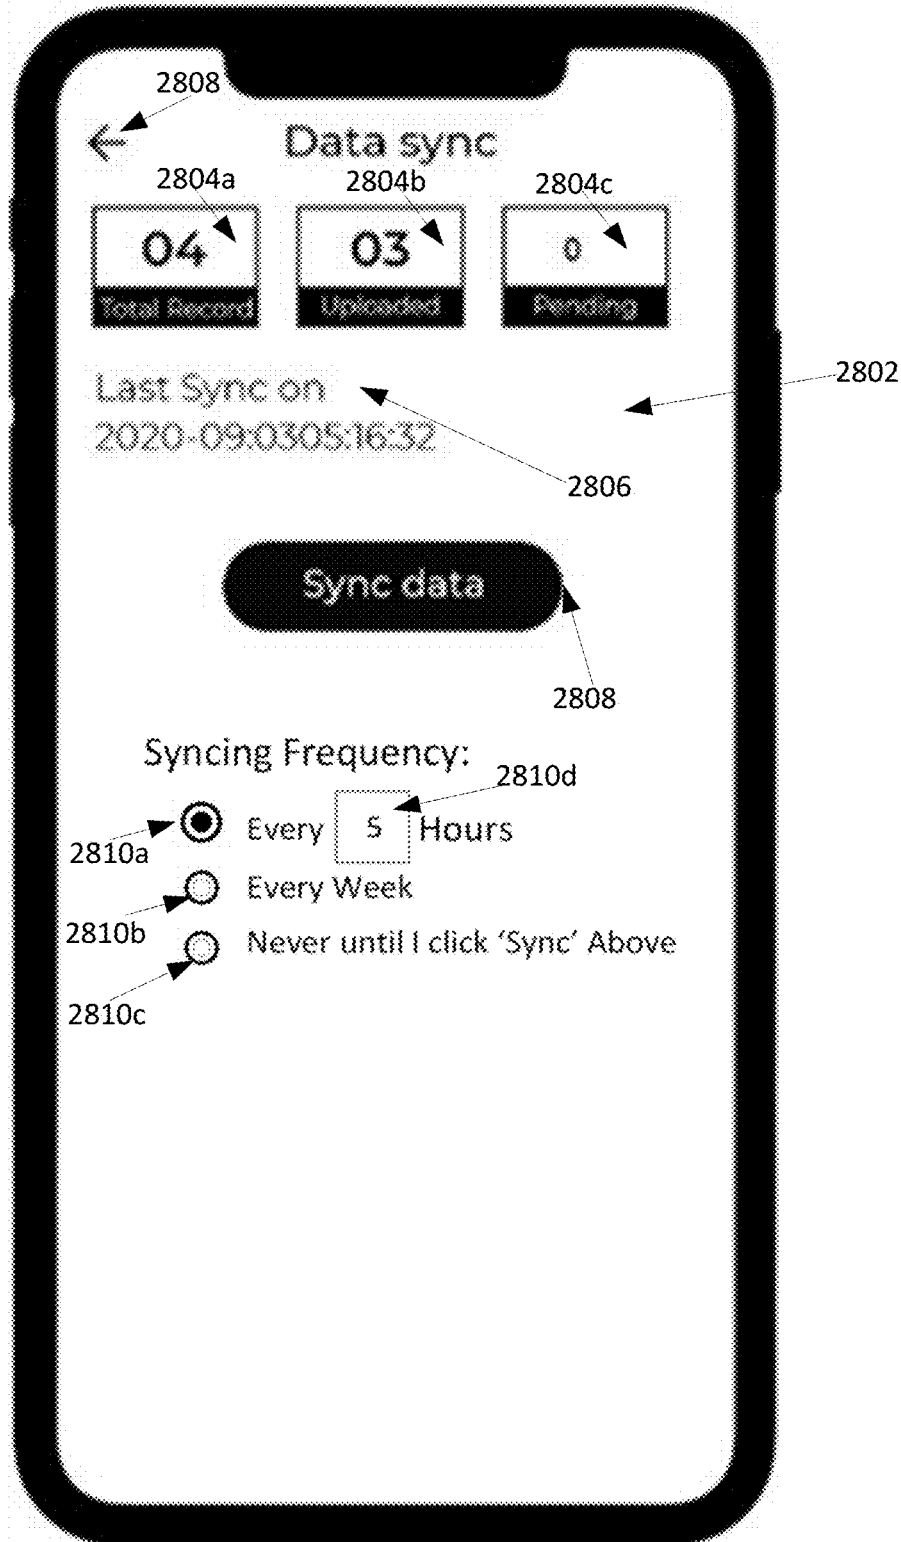 2808
Data sync
2804a 2804b 2804c
04 03 0
Total Record Uploaded Pending
2802
Last Sync on
2020-09:0305:16:32
2806
Sync data
2808
Syncing Frequency:
2810d
Every 5 Hours
2810a
Every Week
2810b
Never until I click ‘Sync’ Above
2810c